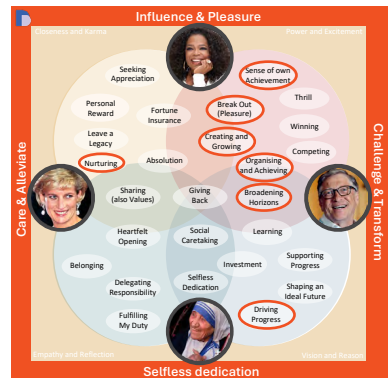 Influence & Pleasure
Closeness and Karma
Power and Excitement
Seeking
Appreciation
Sense of own
Achievement
Personal
Reward
Fortune
Insurance
Break Out
(Pleasure)
Thrill
Winning
Leave a
Legacy
Creating and
Growing
Competing
Nurturing
Absolution
Organising
and Achieving
Care & Alleviate
Challenge & Transform
Sharing
(also Values)
Giving
Back
Broadening
Horizons
Heartfelt
Opening
Social
Caretaking
Learning
Belonging
Investment
Supporting
Progress
Delegating
Responsibility
Selfless
Dedication
Shaping an
Ideal Future
Fulfilling
My Duty
Driving
Progress
Empathy and Reflection
Vision and Reason
Selfless dedication